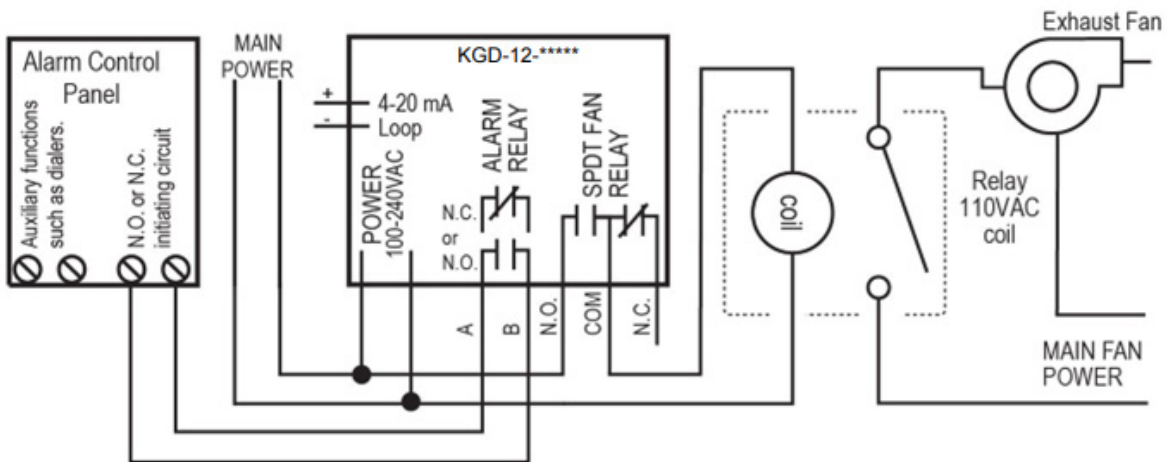 Exhaust Fan
Alarm Control
Panel
Auxiliary functions
such as dialers.
N.O. or N.C.
initiating circuit
MAIN
POWER
KGD-12-*****
+
-
4-20 mA
Loop
POWER
100-240VAC
ALARM
RELAY
N.C.
or
N.O.
SPDT FAN
RELAY
A
B
N.O.
COM
N.C.
coil
Relay
110VAC
coil
MAIN FAN
POWER